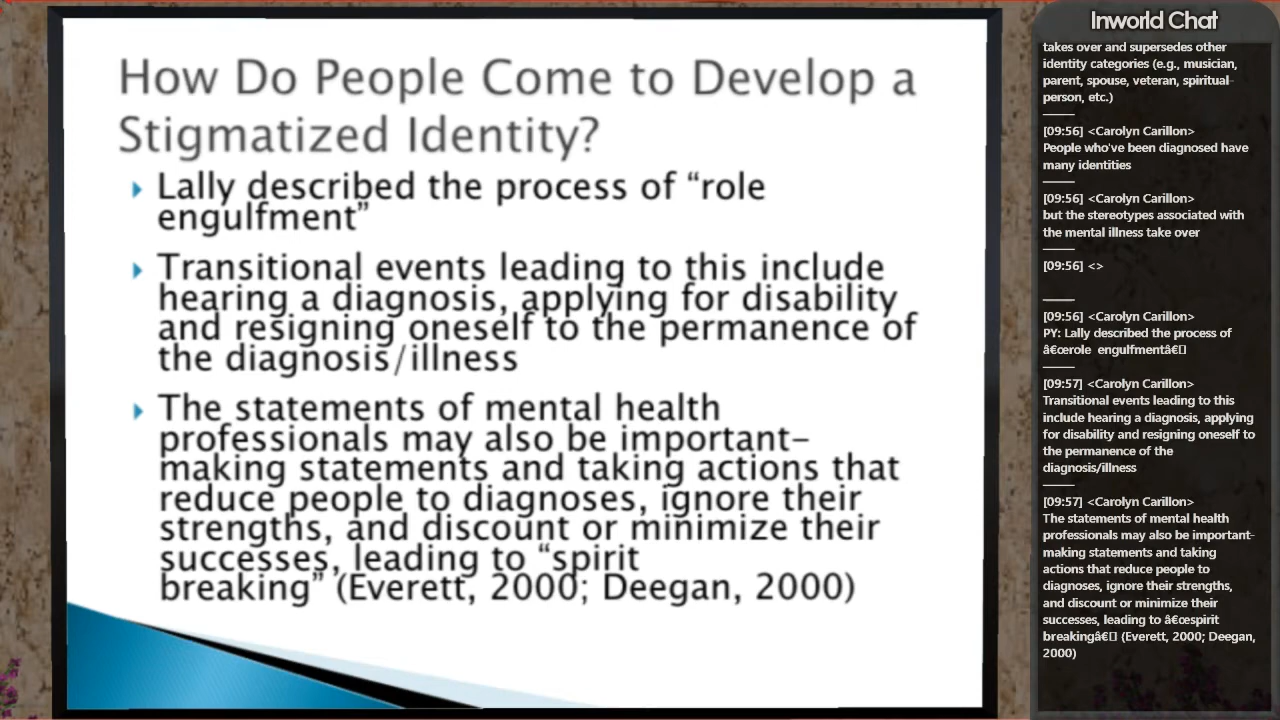 How Do People Come to Develop a
Stigmatized Identity?
Lally described the process of “role
engulfment”
Transitional events leading to this include
hearing a diagnosis, applying for disability
and resigning oneself to the permanence of
the diagnosis/illness
The statements of mental health
professionals may also be important-
making statements and taking actions that
reduce people to diagnoses, ignore their
strengths, and discount or minimize their
successes, leading to “spirit
breaking” (Everett, 2000; Deegan, 2000)
Inworld Chat
takes over and supersedes other
identity categories (e.g., musician,
parent, spouse, veteran, spiritual-
person, etc.)
[09:56] <Carolyn Carillon>
People who've been diagnosed have
many identities
[09:56] <Carolyn Carillon>
but the stereotypes associated with
the mental illness take over
[09:56] <>
[09:56] <Carolyn Carillon>
PY: Lally described the process of
“role engulfmentâ€▯
[09:57] <Carolyn Carillon>
Transitional events leading to this
include hearing a diagnosis, applying
for disability and resigning oneself to
the permanence of the
diagnosis/illness
[09:57] <Carolyn Carillon>
The statements of mental health
professionals may also be important-
making statements and taking
actions that reduce people to
diagnoses, ignore their strengths,
and discount or minimize their
successes, leading to “spirit
breakingâ€▯ (Everett, 2000; Deegan,
2000)